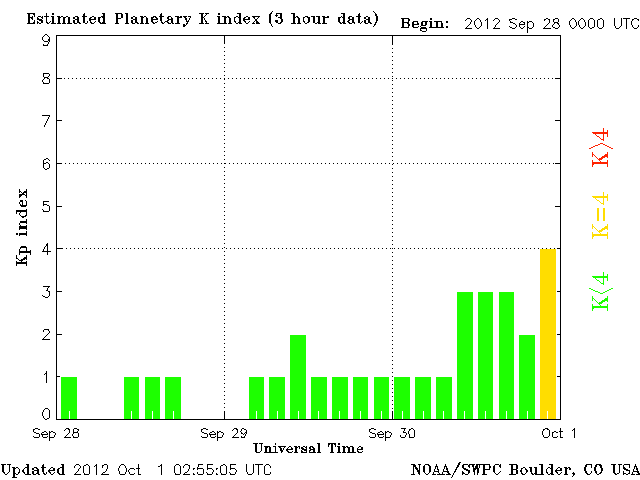 Estimated Planetary K index (3 hour data) Begin: 2012 Sep 28 0000 UTC
9
8
7
6
5
4
3
2
1
0
Kp index
K>4
K=4
K<4
Sep 28 Sep 29 Sep 30 Oct 1
Universal Time
Updated 2012 Oct 1 02:55:05 UTC NOAA/SWPC Boulder, CO USA